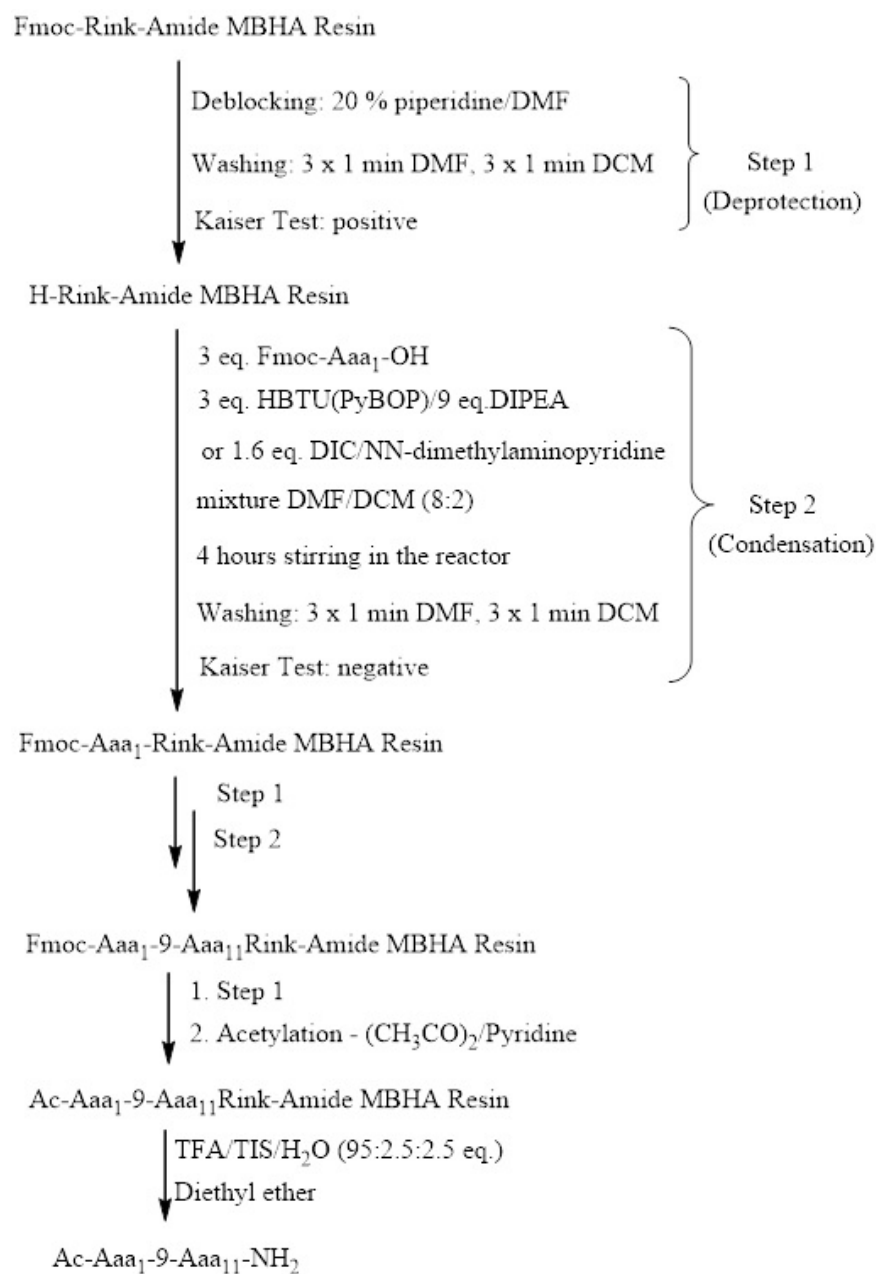 Fmoc-Rink-Amide MBHA Resin
Deblocking: 20 % piperidine/DMF
Washing: 3 x 1 min DMF, 3 x 1 min DCM
Kaiser Test: positive
Step 1
(Deprotection)
H-Rink-Amide MBHA Resin
3 eq. Fmoc-Aaa₁-OH
3 eq. HBTU(PyBOP)/9 eq.DIPEA
or 1.6 eq. DIC/NN-dimethylaminopyridine
mixture DMF/DCM (8:2)
4 hours stirring in the reactor
Washing: 3 x 1 min DMF, 3 x 1 min DCM
Kaiser Test: negative
Step 2
(Condensation)
Fmoc-Aaa₁-Rink-Amide MBHA Resin
Step 1
Step 2
Fmoc-Aaa₁-9-Aaa₁₁Rink-Amide MBHA Resin
1. Step 1
2. Acetylation - (CH₃CO)₂/Pyridine
Ac-Aaa₁-9-Aaa₁₁Rink-Amide MBHA Resin
TFA/TIS/H₂O (95:2.5:2.5 eq.)
Diethyl ether
Ac-Aaa₁-9-Aaa₁₁-NH₂